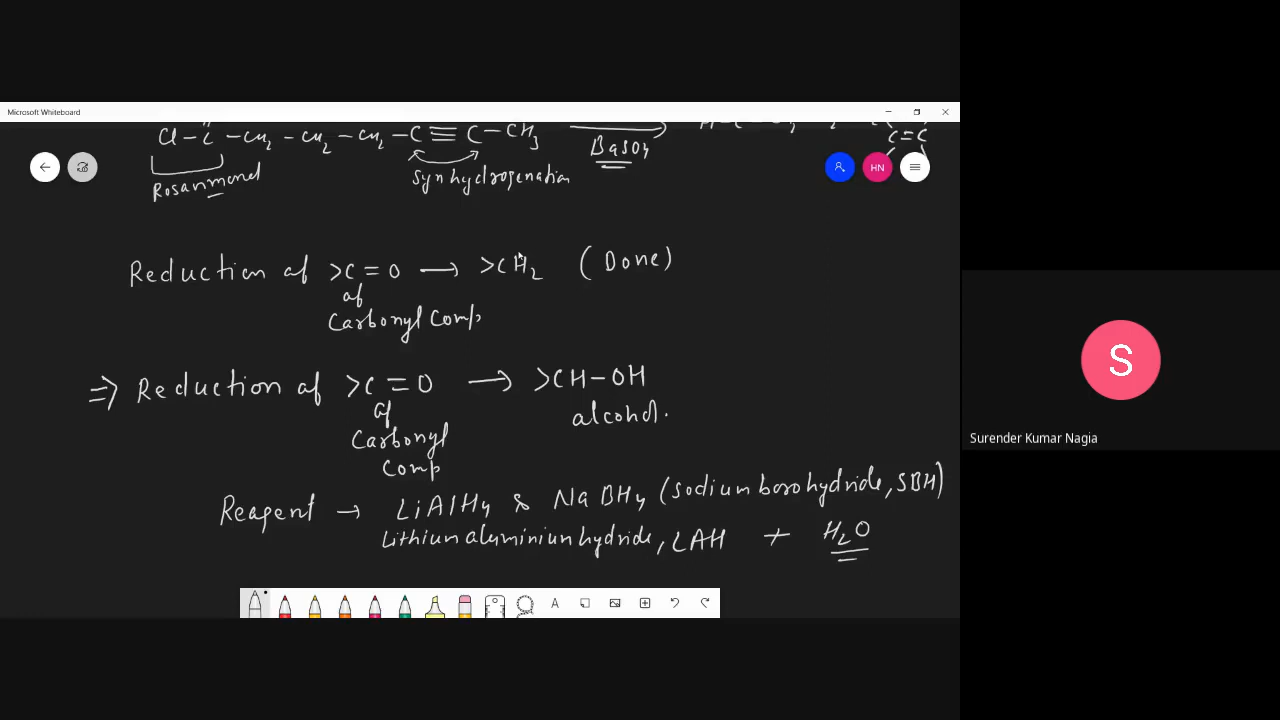 Microsoft Whiteboard
Cl-C-CH2-CH2-CH2-C≡C-CH3
BaSO4
C=C
Rosanmond
Syn hydrogenation
HN
Reduction of >C=O → >CH2 (Done)
of
Carbonyl Comp
⇒ Reduction of >C=O → >CH-OH
of
alcohol.
Carbonyl
Comp
Surender Kumar Nagia
S
Reagent → LiAlH4 & NaBH4 (Sodium borohydride, SBH)
Lithium aluminium hydride, LAH + H2O
A